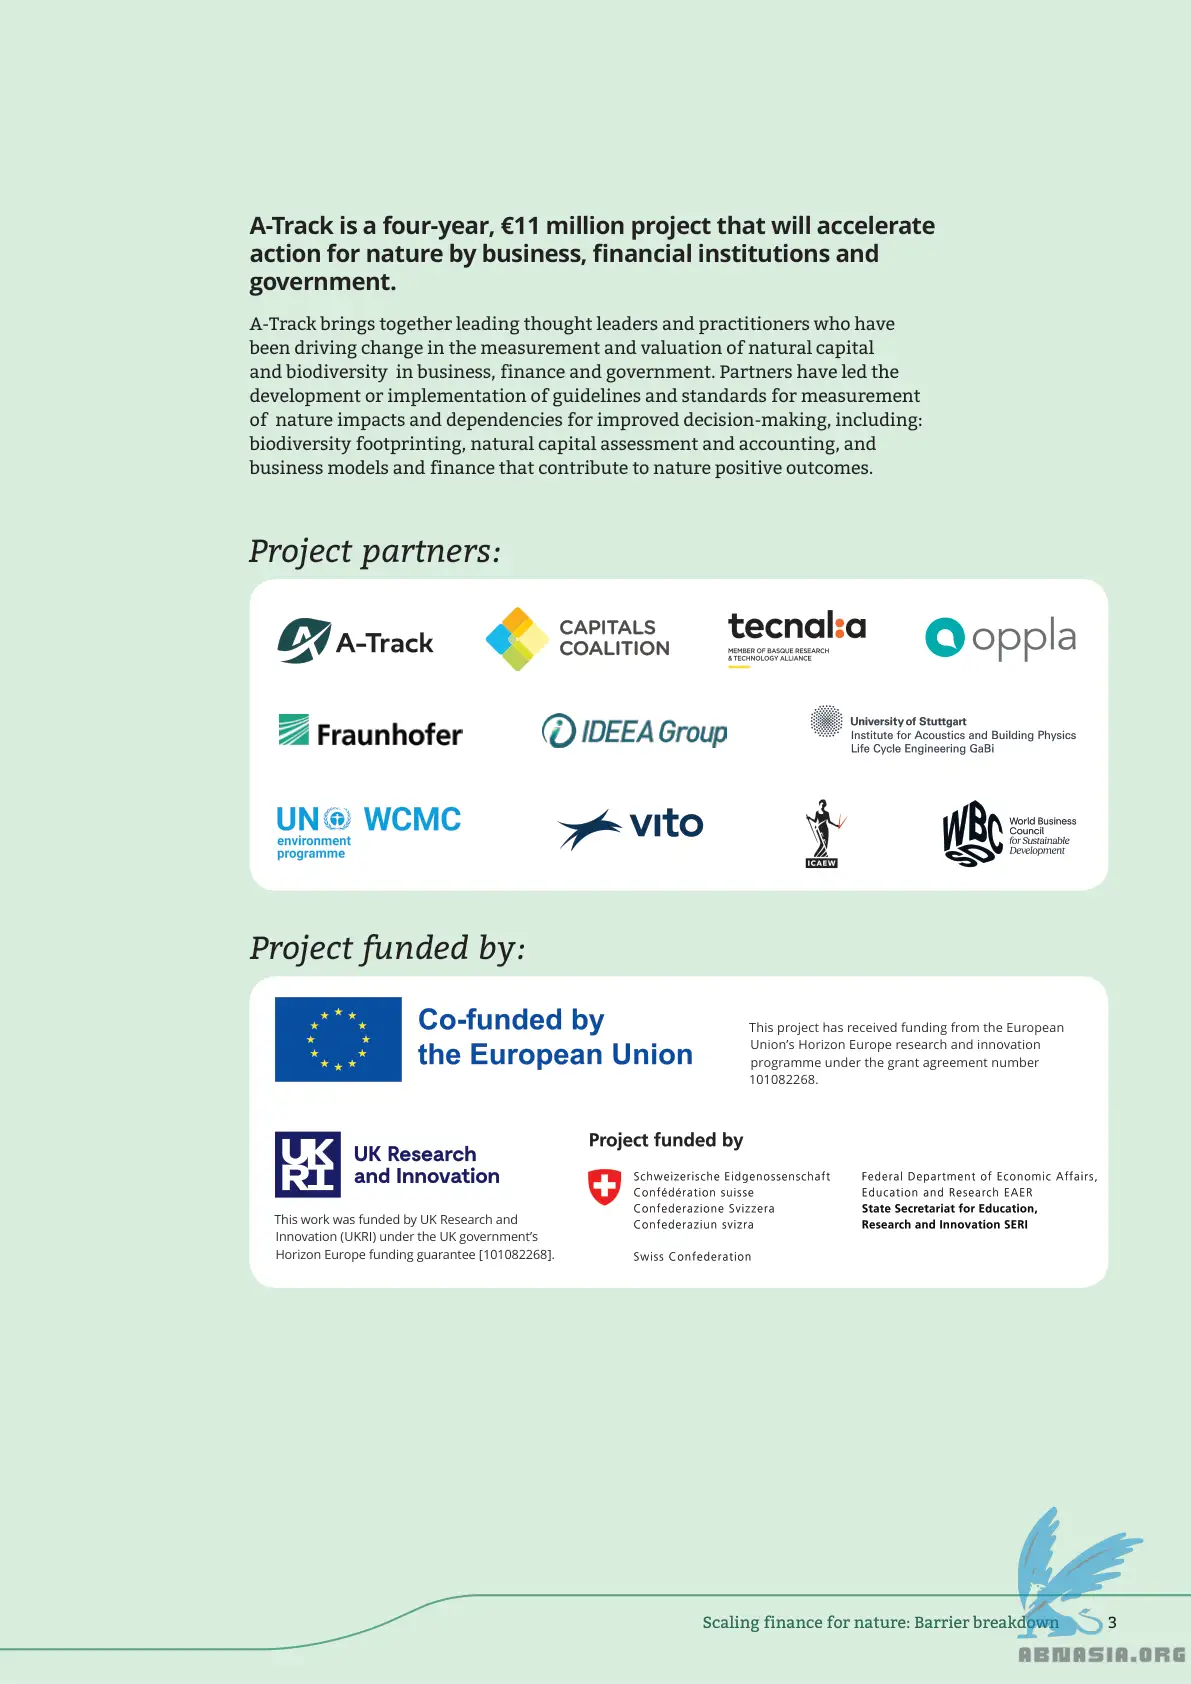 A-Track is a four-year, €11 million project that will accelerate
action for nature by business, financial institutions and
government.
A-Track brings together leading thought leaders and practitioners who have
been driving change in the measurement and valuation of natural capital
and biodiversity in business, finance and government. Partners have led the
development or implementation of guidelines and standards for measurement
of nature impacts and dependencies for improved decision-making, including:
biodiversity footprinting, natural capital assessment and accounting, and
business models and finance that contribute to nature positive outcomes.
Project partners:
A-Track
CAPITALS
COALITION
tecnal:a
MEMBER OF BASQUE RESEARCH
& TECHNOLOGY ALLIANCE
oppla
Fraunhofer
IDEEA Group
University of Stuttgart
Institute for Acoustics and Building Physics
Life Cycle Engineering GaBi
UN WCMC
environment
programme
vito
ICAEW
WBCSD
World Business
Council
for Sustainable
Development
Project funded by:
Co-funded by
the European Union
This project has received funding from the European
Union's Horizon Europe research and innovation
programme under the grant agreement number
101082268.
UKRI
UK Research
and Innovation
This work was funded by UK Research and
Innovation (UKRI) under the UK government's
Horizon Europe funding guarantee [101082268].
Project funded by
Schweizerische Eidgenossenschaft
Confédération suisse
Confederazione Svizzera
Confederaziun svizra
Swiss Confederation
Federal Department of Economic Affairs,
Education and Research EAER
State Secretariat for Education,
Research and Innovation SERI
Scaling finance for nature: Barrier breakdown 3
ABNASIA.ORG